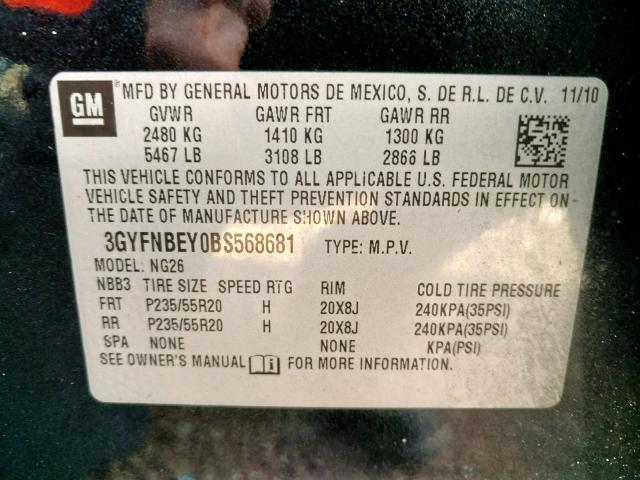 GM ® MFD BY GENERAL MOTORS DE MEXICO, S. DE R.L. DE C.V. 11/10
GVWR GAWR FRT GAWR RR
2480 KG 1410 KG 1300 KG
5467 LB 3108 LB 2866 LB
THIS VEHICLE CONFORMS TO ALL APPLICABLE U.S. FEDERAL MOTOR
VEHICLE SAFETY AND THEFT PREVENTION STANDARDS IN EFFECT ON
THE DATE OF MANUFACTURE SHOWN ABOVE.
3GYFNBEY0BS568681 TYPE: M.P.V.
MODEL: NG26
NBB3 TIRE SIZE SPEED RTG RIM COLD TIRE PRESSURE
FRT P235/55R20 H 20X8J 240KPA(35PSI)
RR P235/55R20 H 20X8J 240KPA(35PSI)
SPA NONE NONE KPA(PSI)
SEE OWNER'S MANUAL FOR MORE INFORMATION.